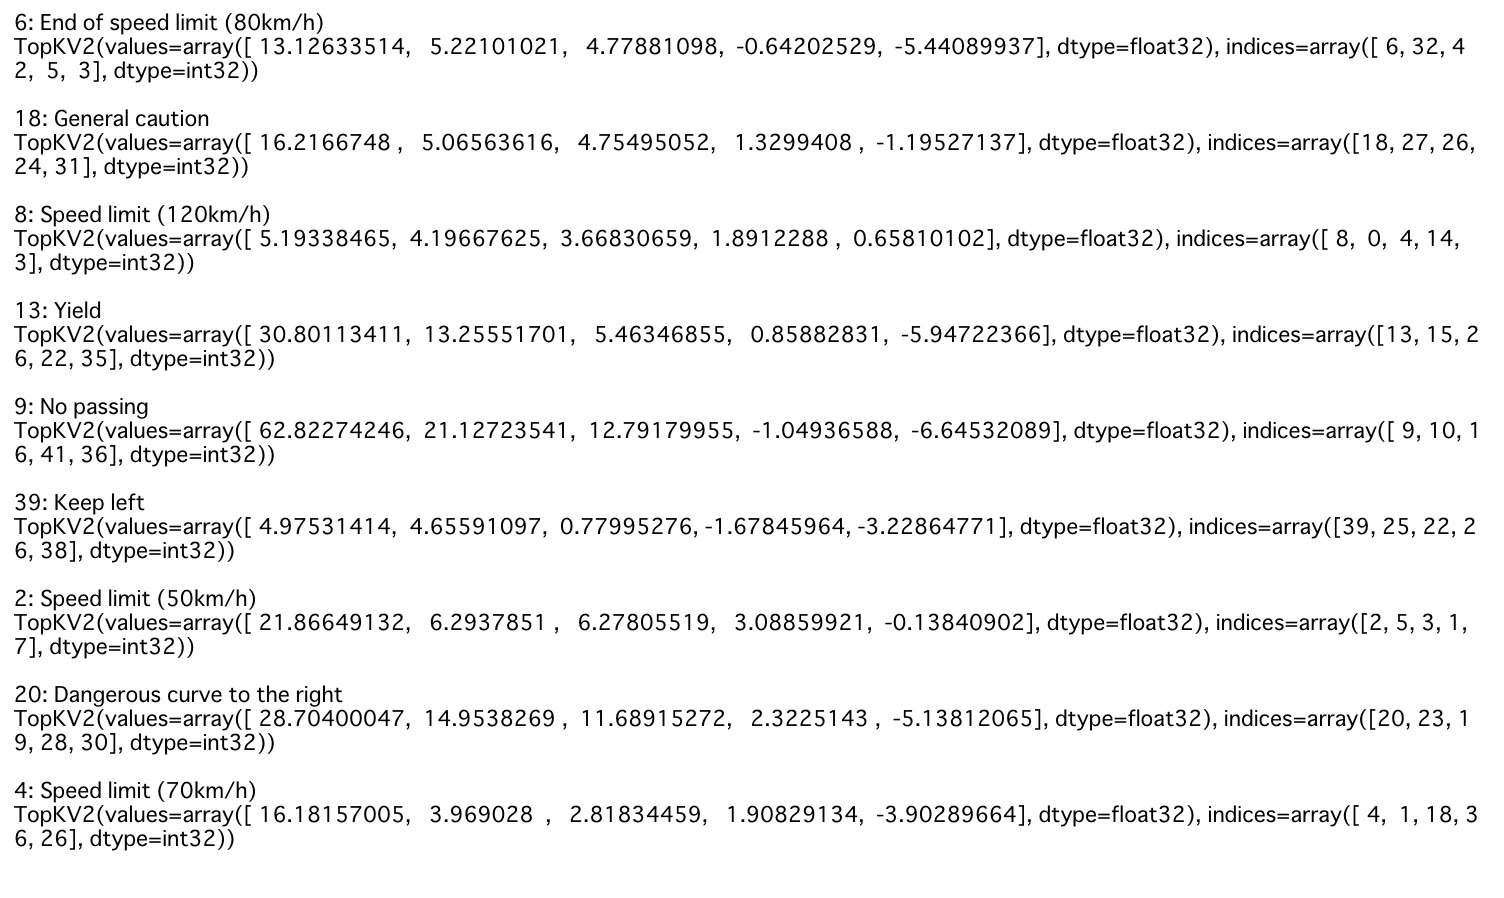 6: End of speed limit (80km/h)
TopKV2(values=array([ 13.12633514,   5.22101021,   4.77881098,  -0.64202529,  -5.44089937], dtype=float32), indices=array([ 6, 32, 4
2,  5,  3], dtype=int32))
18: General caution
TopKV2(values=array([ 16.2166748 ,   5.06563616,   4.75495052,   1.3299408 ,  -1.19527137], dtype=float32), indices=array([18, 27, 26,
24, 31], dtype=int32))
8: Speed limit (120km/h)
TopKV2(values=array([ 5.19338465,  4.19667625,  3.66830659,  1.8912288 ,  0.65810102], dtype=float32), indices=array([ 8,  0,  4, 14,
3], dtype=int32))
13: Yield
TopKV2(values=array([ 30.80113411,  13.25551701,   5.46346855,   0.85882831,  -5.94722366], dtype=float32), indices=array([13, 15, 2
6, 22, 35], dtype=int32))
9: No passing
TopKV2(values=array([ 62.82274246,  21.12723541,  12.79179955,  -1.04936588,  -6.64532089], dtype=float32), indices=array([ 9, 10, 1
6, 41, 36], dtype=int32))
39: Keep left
TopKV2(values=array([ 4.97531414,  4.65591097,  0.77995276, -1.67845964, -3.22864771], dtype=float32), indices=array([39, 25, 22, 2
6, 38], dtype=int32))
2: Speed limit (50km/h)
TopKV2(values=array([ 21.86649132,   6.2937851 ,   6.27805519,   3.08859921,  -0.13840902], dtype=float32), indices=array([2, 5, 3, 1,
7], dtype=int32))
20: Dangerous curve to the right
TopKV2(values=array([ 28.70400047,  14.9538269 ,  11.68915272,   2.3225143 ,  -5.13812065], dtype=float32), indices=array([20, 23, 1
9, 28, 30], dtype=int32))
4: Speed limit (70km/h)
TopKV2(values=array([ 16.18157005,   3.969028  ,   2.81834459,   1.90829134,  -3.90289664], dtype=float32), indices=array([ 4,  1, 18, 3
6, 26], dtype=int32))